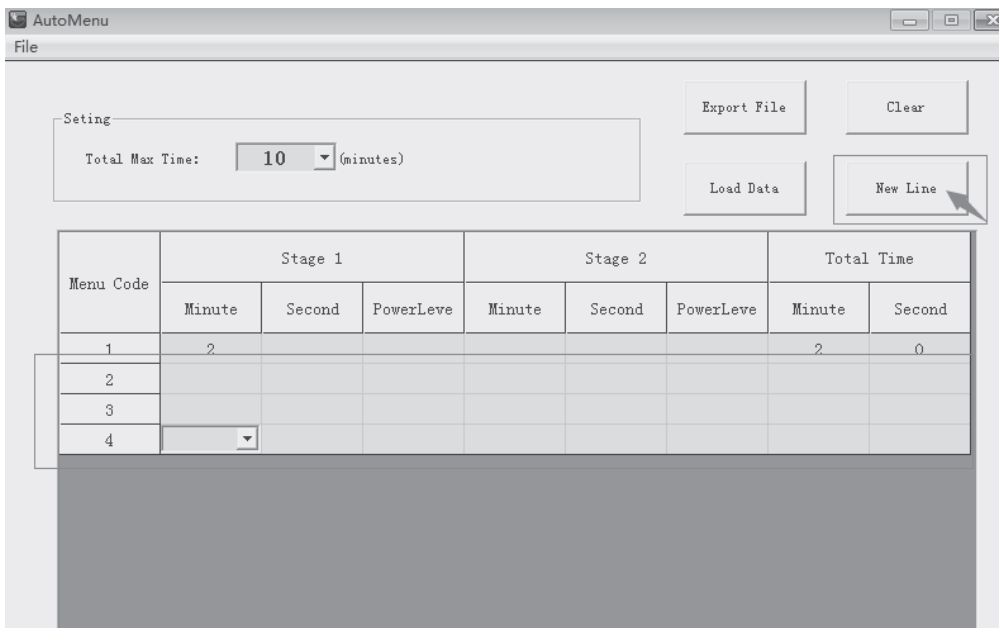 AutoMenu
File
Seting
Total Max Time: 10 (minutes)
Export File
Clear
Load Data
New Line
Menu Code Stage 1 Stage 2 Total Time
Minute Second PowerLeve Minute Second PowerLeve Minute Second
1 2 2 0
2
3
4